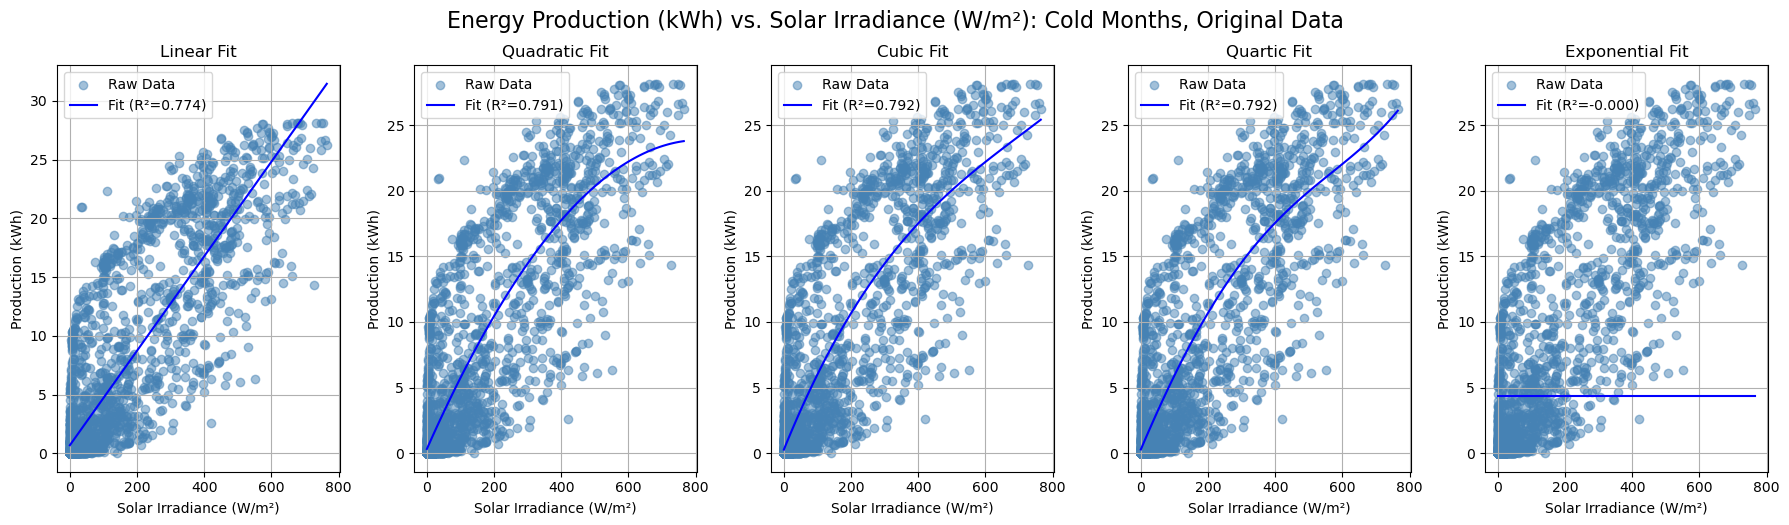 Energy Production (kWh) vs. Solar Irradiance (W/m²): Cold Months, Original Data
Linear Fit
Raw Data
Fit (R²=0.774)
Production (kWh)
30
25
20
15
10
5
0
0 200 400 600 800
Solar Irradiance (W/m²)
Quadratic Fit
Raw Data
Fit (R²=0.791)
Production (kWh)
25
20
15
10
5
0
0 200 400 600 800
Solar Irradiance (W/m²)
Cubic Fit
Raw Data
Fit (R²=0.792)
Production (kWh)
25
20
15
10
5
0
0 200 400 600 800
Solar Irradiance (W/m²)
Quartic Fit
Raw Data
Fit (R²=0.792)
Production (kWh)
25
20
15
10
5
0
0 200 400 600 800
Solar Irradiance (W/m²)
Exponential Fit
Raw Data
Fit (R²=-0.000)
Production (kWh)
25
20
15
10
5
0
0 200 400 600 800
Solar Irradiance (W/m²)